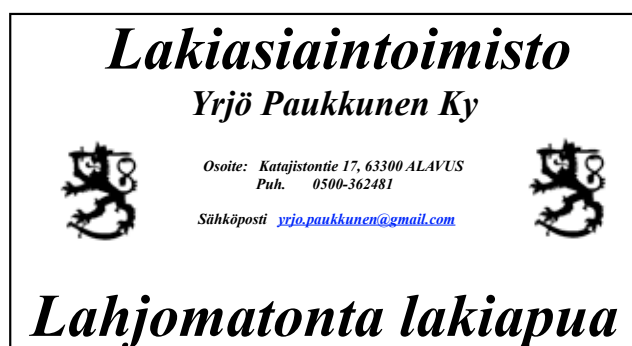 Lakiasiaintoimisto
Yrjö Paukkunen Ky
Osoite: Katajistontie 17, 63300 ALAVUS
Puh. 0500-362481
Sähköposti yrjo.paukkunen@gmail.com
Lahjomatonta lakiapua